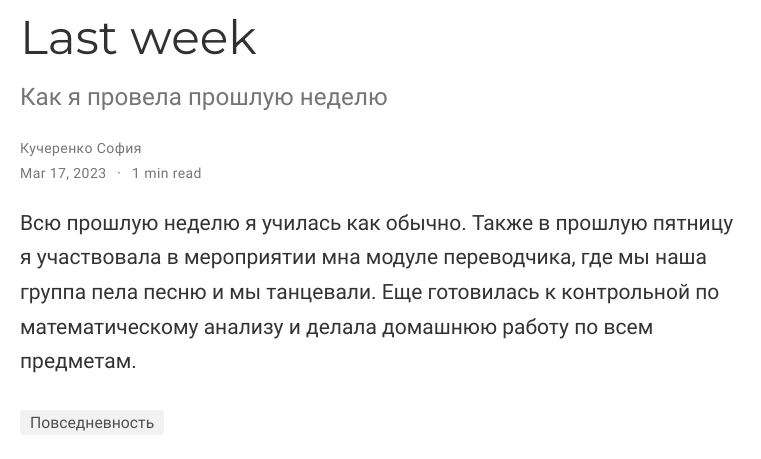 Last week
Как я провела прошлую неделю
Кучеренко София
Mar 17, 2023 · 1 min read
Всю прошлую неделю я училась как обычно. Также в прошлую пятницу
я участвовала в мероприятии мна модуле переводчика, где мы наша
группа пела песню и мы танцевали. Еще готовилась к контрольной по
математическому анализу и делала домашнюю работу по всем
предметам.
Повседневность